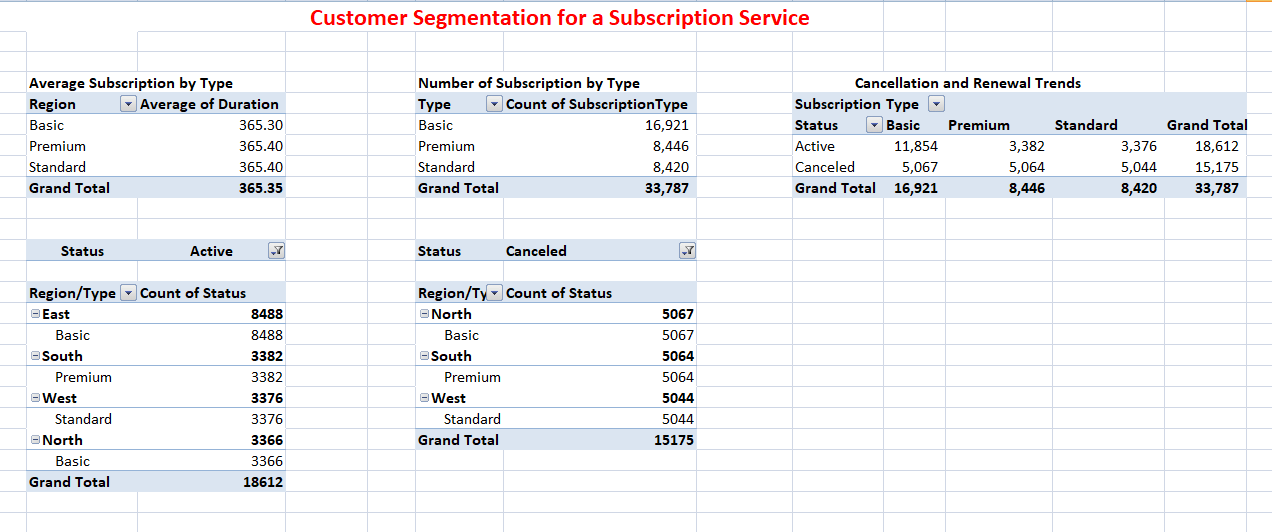 Customer Segmentation for a Subscription Service
Average Subscription by Type
Region Average of Duration
Basic 365.30
Premium 365.40
Standard 365.40
Grand Total 365.35
Number of Subscription by Type
Type Count of SubscriptionType
Basic 16,921
Premium 8,446
Standard 8,420
Grand Total 33,787
Cancellation and Renewal Trends
Subscription Type
Status Basic Premium Standard Grand Total
Active 11,854 3,382 3,376 18,612
Canceled 5,067 5,064 5,044 15,175
Grand Total 16,921 8,446 8,420 33,787
Status Active
Region/Type Count of Status
East 8488
Basic 8488
South 3382
Premium 3382
West 3376
Standard 3376
North 3366
Basic 3366
Grand Total 18612
Status Canceled
Region/Ty Count of Status
North 5067
Basic 5067
South 5064
Premium 5064
West 5044
Standard 5044
Grand Total 15175